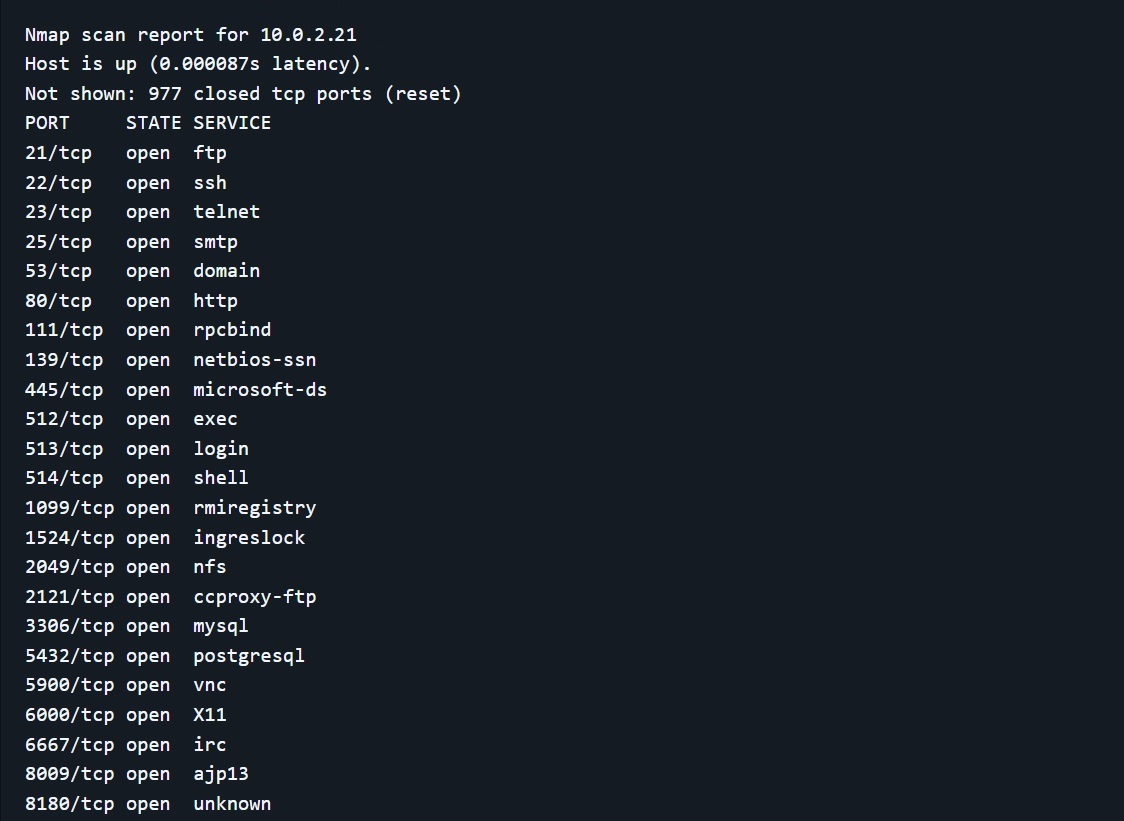 Nmap scan report for 10.0.2.21
Host is up (0.000087s latency).
Not shown: 977 closed tcp ports (reset)
PORT     STATE SERVICE
21/tcp   open  ftp
22/tcp   open  ssh
23/tcp   open  telnet
25/tcp   open  smtp
53/tcp   open  domain
80/tcp   open  http
111/tcp  open  rpcbind
139/tcp  open  netbios-ssn
445/tcp  open  microsoft-ds
512/tcp  open  exec
513/tcp  open  login
514/tcp  open  shell
1099/tcp open  rmiregistry
1524/tcp open  ingreslock
2049/tcp open  nfs
2121/tcp open  ccproxy-ftp
3306/tcp open  mysql
5432/tcp open  postgresql
5900/tcp open  vnc
6000/tcp open  X11
6667/tcp open  irc
8009/tcp open  ajp13
8180/tcp open  unknown